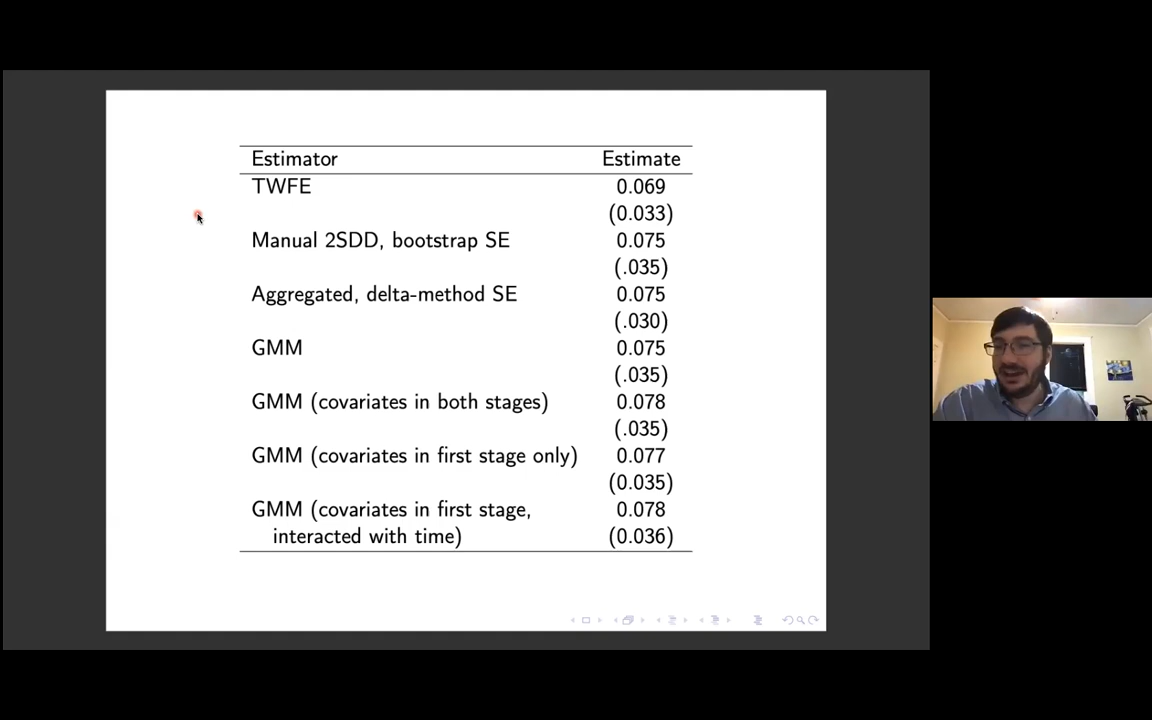 Estimator Estimate
TWFE 0.069
(0.033)
Manual 2SDD, bootstrap SE 0.075
(.035)
Aggregated, delta-method SE 0.075
(.030)
GMM 0.075
(.035)
GMM (covariates in both stages) 0.078
(.035)
GMM (covariates in first stage only) 0.077
(0.035)
GMM (covariates in first stage, 0.078
interacted with time) (0.036)